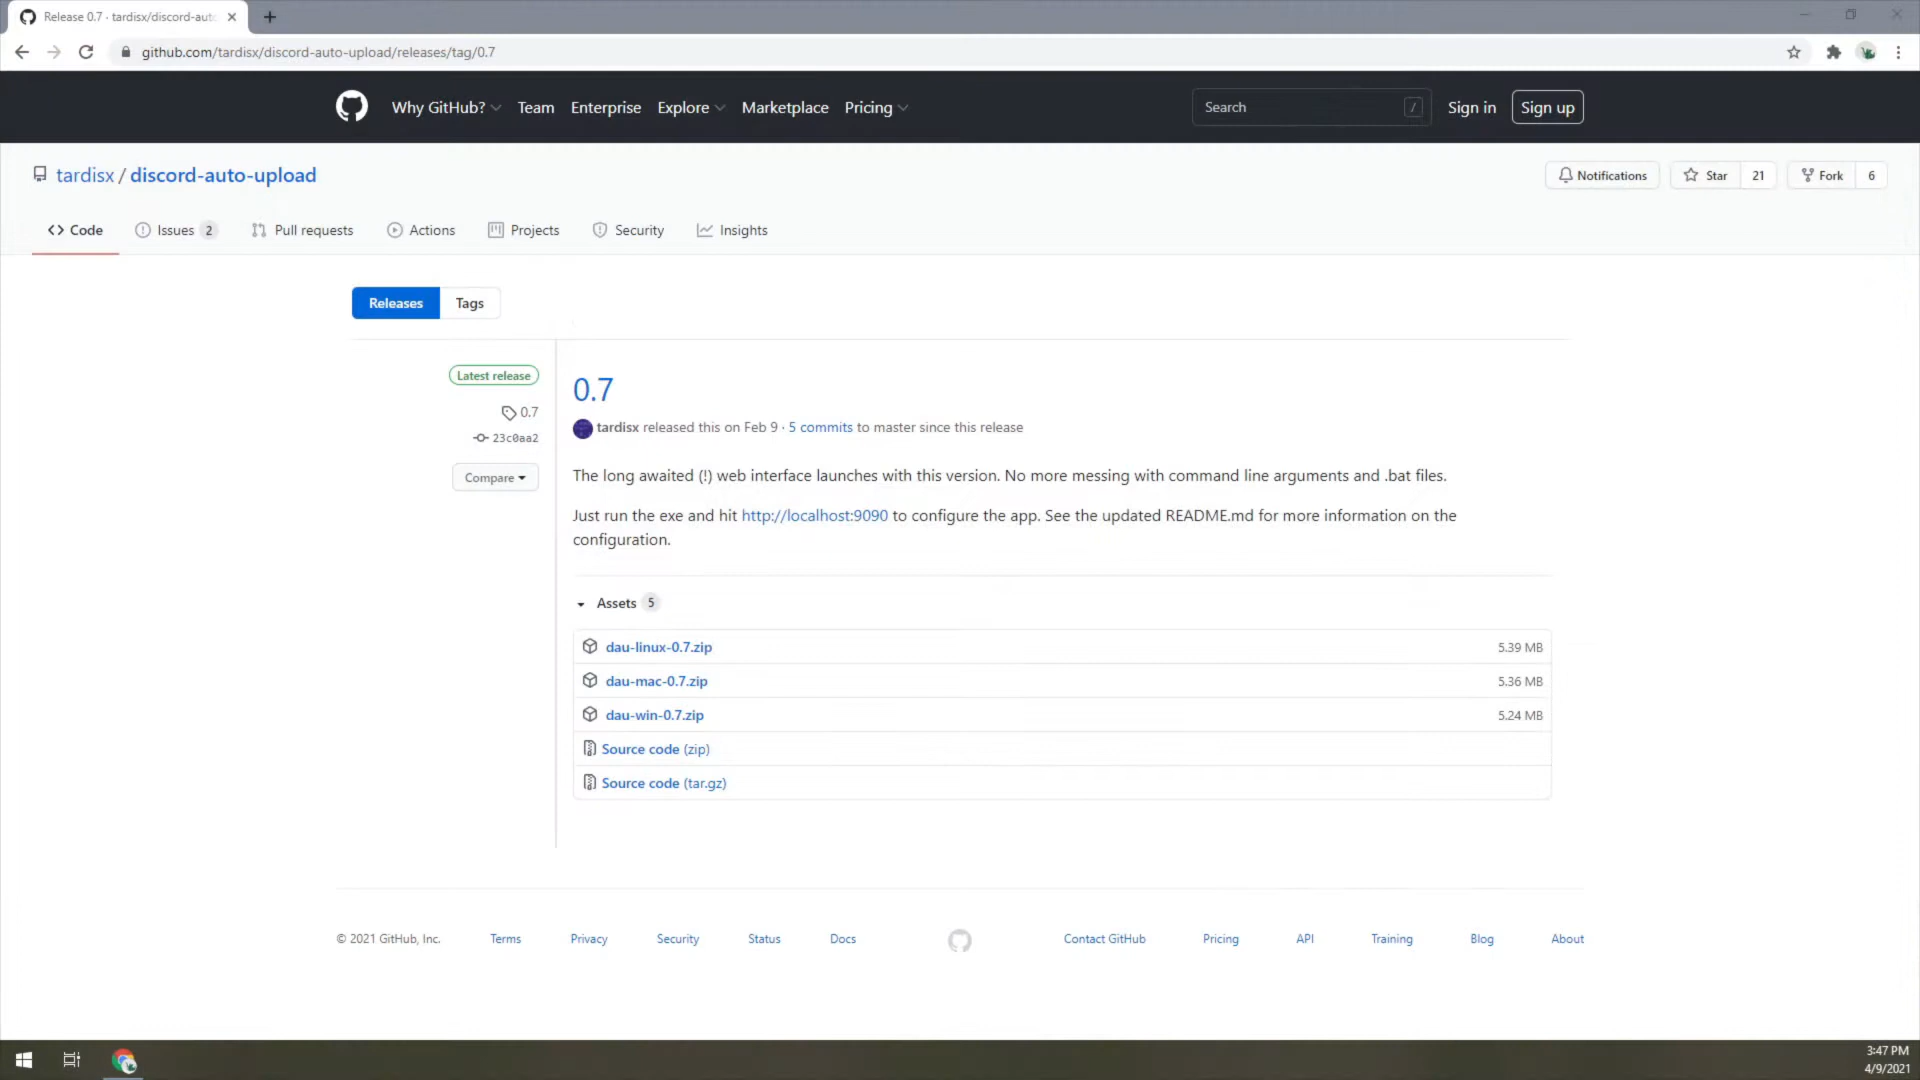 Release 0.7 · tardisx/discord-auto
github.com/tardisx/discord-auto-upload/releases/tag/0.7
Why GitHub? Team Enterprise Explore Marketplace Pricing Search / Sign in Sign up
tardisx / discord-auto-upload Notifications Star 21 Fork 6
Code Issues 2 Pull requests Actions Projects Security Insights
Releases Tags
Latest release
0.7
23c0aa2
Compare
0.7
tardisx released this on Feb 9 · 5 commits to master since this release
The long awaited (!) web interface launches with this version. No more messing with command line arguments and .bat files.
Just run the exe and hit http://localhost:9090 to configure the app. See the updated README.md for more information on the
configuration.
Assets 5
dau-linux-0.7.zip 5.39 MB
dau-mac-0.7.zip 5.36 MB
dau-win-0.7.zip 5.24 MB
Source code (zip)
Source code (tar.gz)
© 2021 GitHub, Inc. Terms Privacy Security Status Docs Contact GitHub Pricing API Training Blog About
3:47 PM
4/9/2021